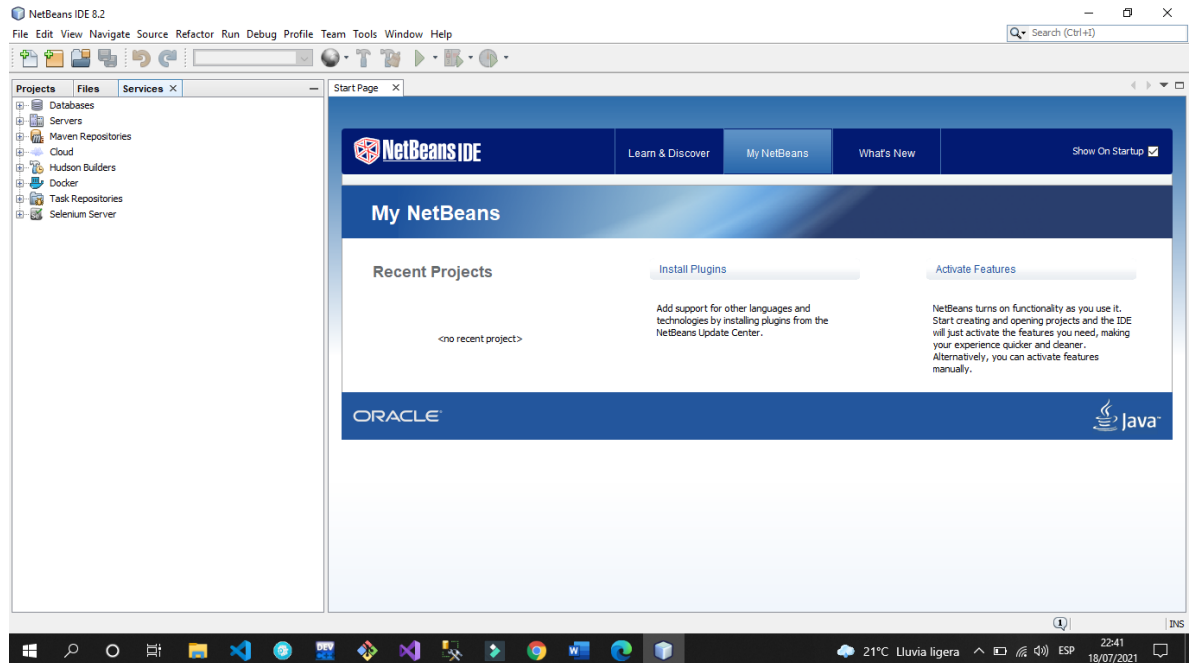 NetBeans IDE 8.2
File Edit View Navigate Source Refactor Run Debug Profile Team Tools Window Help
Search (Ctrl+I)
Projects Files Services
Start Page
Databases
Servers
Maven Repositories
Cloud
Hudson Builders
Docker
Task Repositories
Selenium Server
NetBeans IDE
Learn & Discover
My NetBeans
What's New
Show On Startup
My NetBeans
Recent Projects
<no recent project>
Install Plugins
Add support for other languages and
technologies by installing plugins from the
NetBeans Update Center.
Activate Features
NetBeans turns on functionality as you use it.
Start creating and opening projects and the IDE
will just activate the features you need, making
your experience quicker and cleaner.
Alternatively, you can activate features
manually.
ORACLE
Java
1
INS
DEV
21°C Lluvia ligera
ESP
22:41
18/07/2021